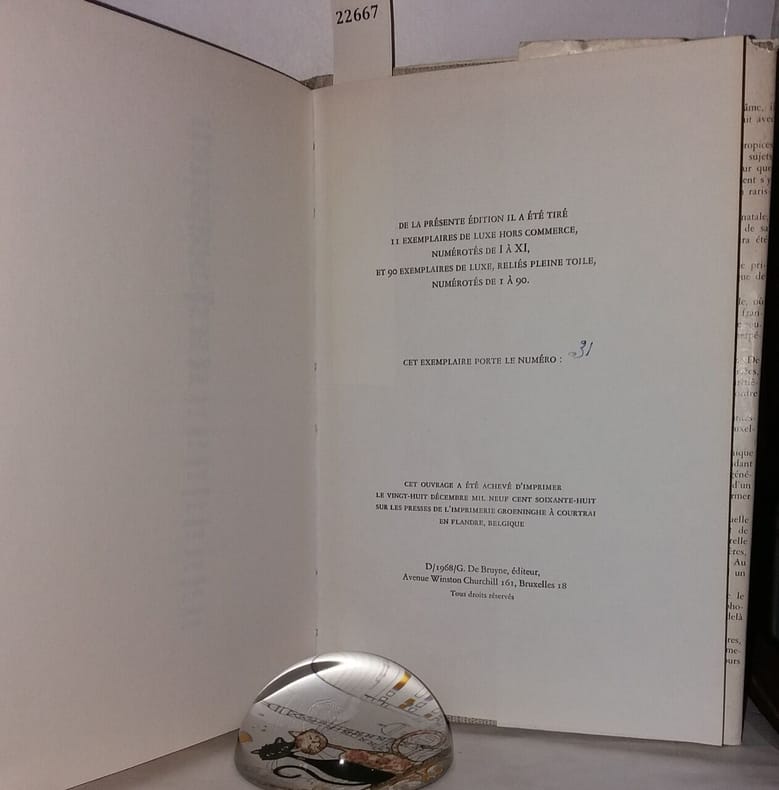 22667
DE LA PRÉSENTE ÉDITION IL A ÉTÉ TIRÉ
11 EXEMPLAIRES DE LUXE HORS COMMERCE,
NUMÉROTÉS DE I À XI,
ET 90 EXEMPLAIRES DE LUXE, RELIÉS PLEINE TOILE,
NUMÉROTÉS DE 1 À 90.
CET EXEMPLAIRE PORTE LE NUMÉRO : 31
CET OUVRAGE A ÉTÉ ACHEVÉ D'IMPRIMER
LE VINGT-HUIT DÉCEMBRE MIL NEUF CENT SOIXANTE-HUIT
SUR LES PRESSES DE L'IMPRIMERIE GROENINGHE À COURTRAI
EN FLANDRE, BELGIQUE
D/1968/G. De Bruyne, éditeur,
Avenue Winston Churchill 161, Bruxelles 18
Tous droits réservés